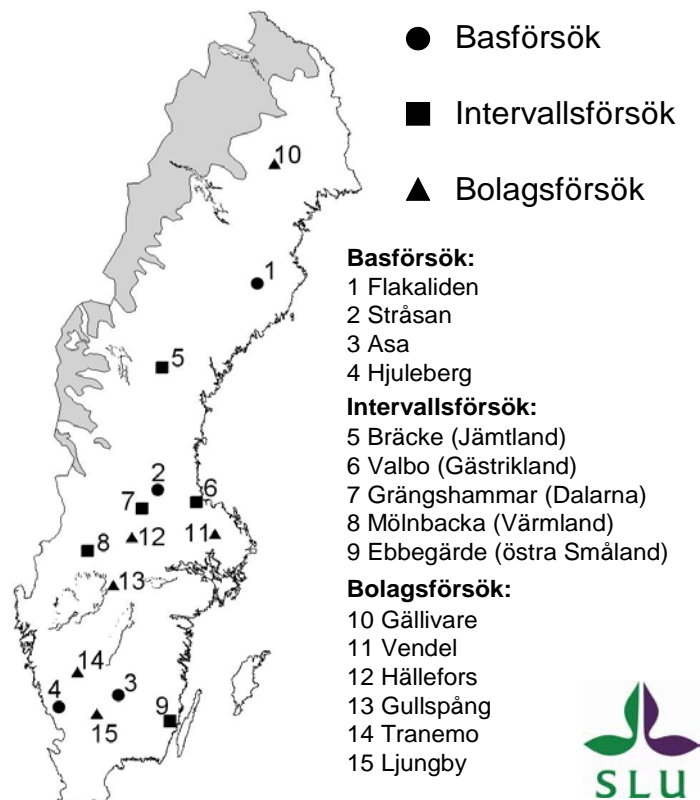 Basförsök
Intervallsförsök
Bolagsförsök
10
1
5
2
6
7
12
11
8
13
14
3
4
9
15
Basförsök:
1 Flakaliden
2 Stråsan
3 Asa
4 Hjuleberg
Intervallsförsök:
5 Bräcke (Jämtland)
6 Valbo (Gästrikland)
7 Grängshammar (Dalarna)
8 Mölnbacka (Värmland)
9 Ebbegärde (östra Småland)
Bolagsförsök:
10 Gällivare
11 Vendel
12 Hällefors
13 Gullspång
14 Tranemo
15 Ljungby
SLU